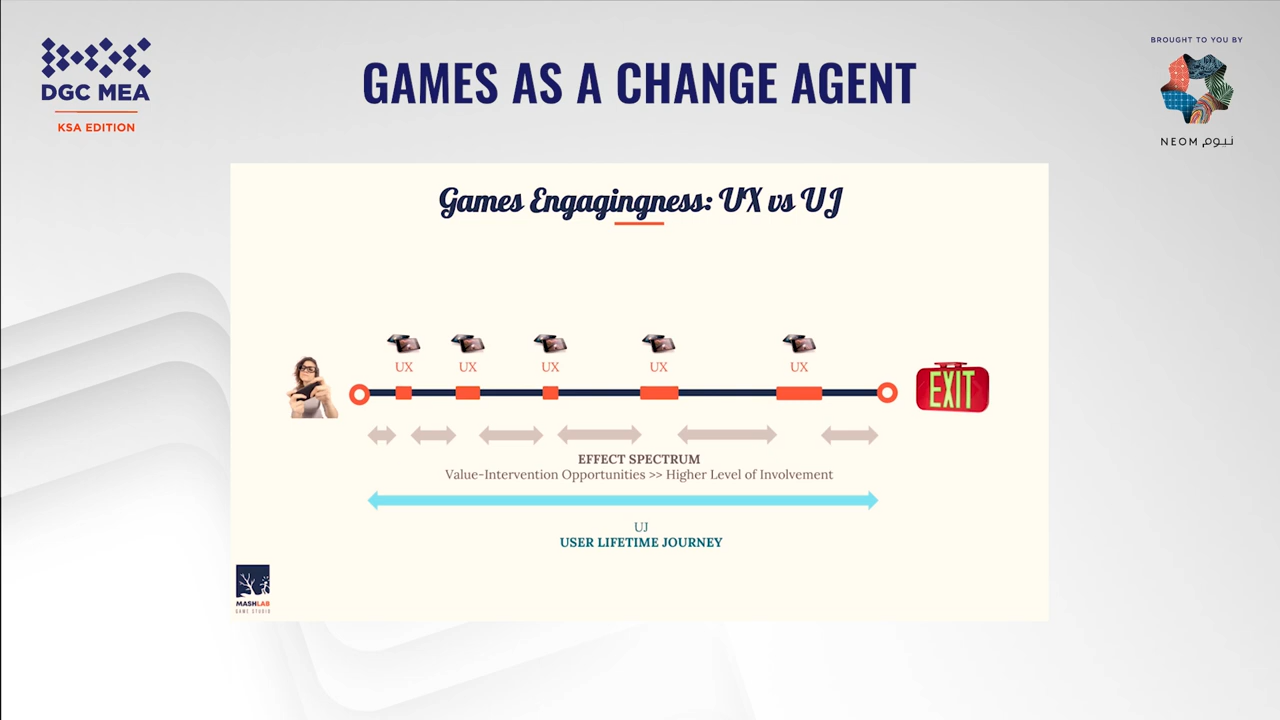 DGC MEA
KSA EDITION
GAMES AS A CHANGE AGENT
BROUGHT TO YOU BY
NEOM نيوم
Games Engagingness: UX vs UJ
UX UX UX UX UX
EXIT
EFFECT SPECTRUM
Value-Intervention Opportunities >> Higher Level of Involvement
UJ
USER LIFETIME JOURNEY
MASHLAB
GAME STUDIO